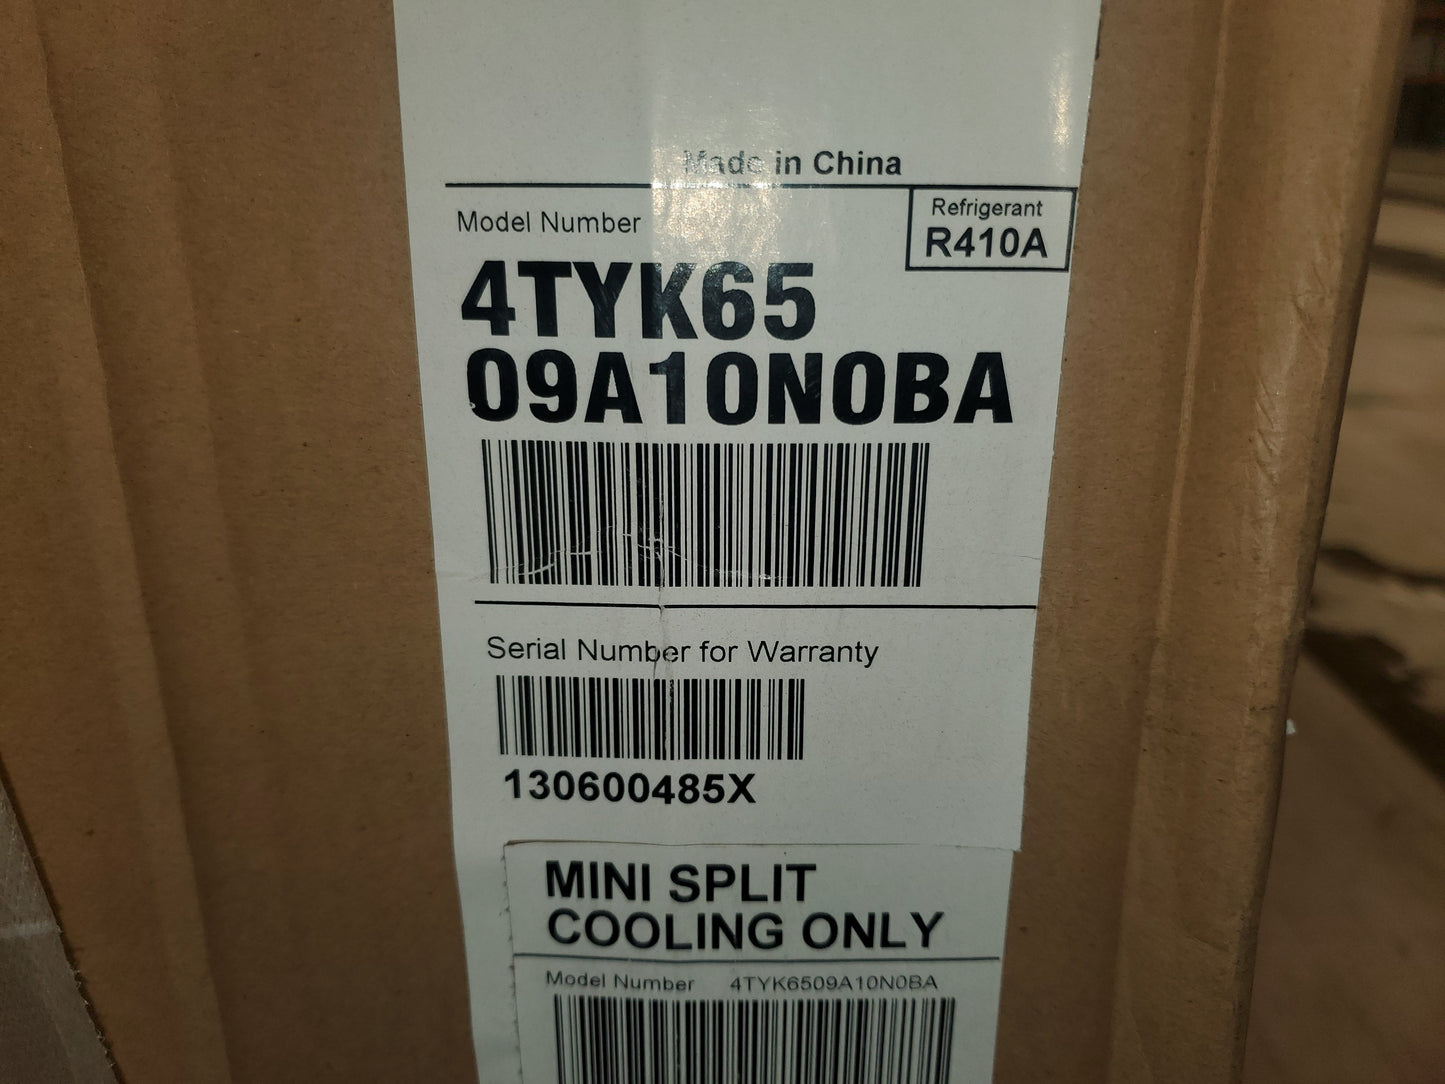 Made in China
Model Number
Refrigerant
R410A
4TYK65
09A10N0BA
Serial Number for Warranty
130600485X
MINI SPLIT
COOLING ONLY
Model Number 4TYK6509A10N0BA